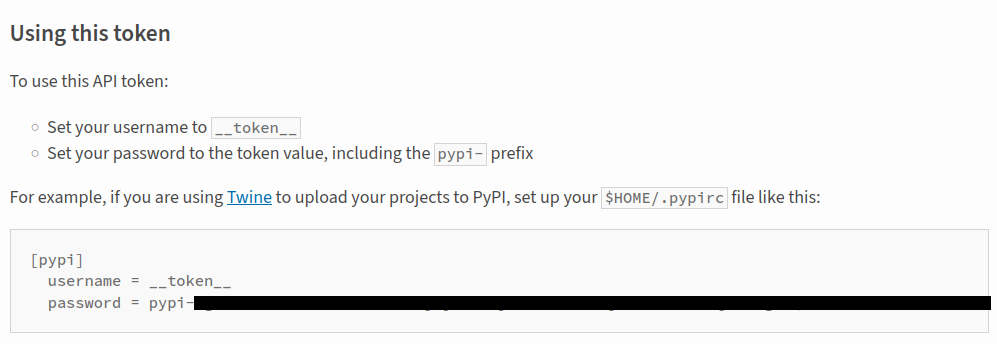 Using this token
To use this API token:
Set your username to __token__
Set your password to the token value, including the pypi- prefix
For example, if you are using Twine to upload your projects to PyPI, set up your $HOME/.pypirc file like this:
[pypi]
username = __token__
password = pypi-